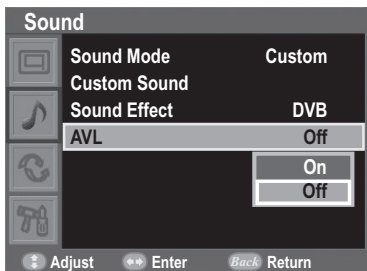 Sound
Sound Mode Custom
Custom Sound
Sound Effect DVB
AVL Off
On
Off
Adjust Enter Back Return